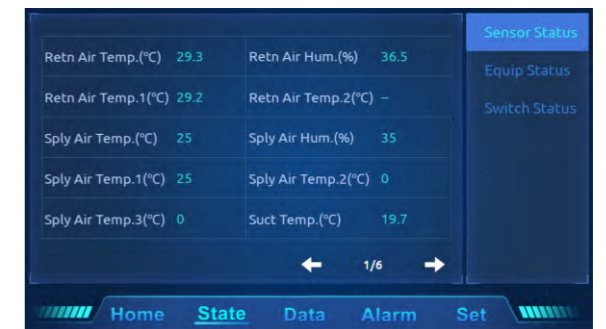 Retn Air Temp.(℃) 29.3 Retn Air Hum.(%) 36.5
Retn Air Temp.1(℃) 29.2 Retn Air Temp.2(℃) –
Sply Air Temp.(℃) 25 Sply Air Hum.(%) 35
Sply Air Temp.1(℃) 25 Sply Air Temp.2(℃) 0
Sply Air Temp.3(℃) 0 Suct Temp.(℃) 19.7
1/6
Sensor Status
Equip Status
Switch Status
Home State Data Alarm Set